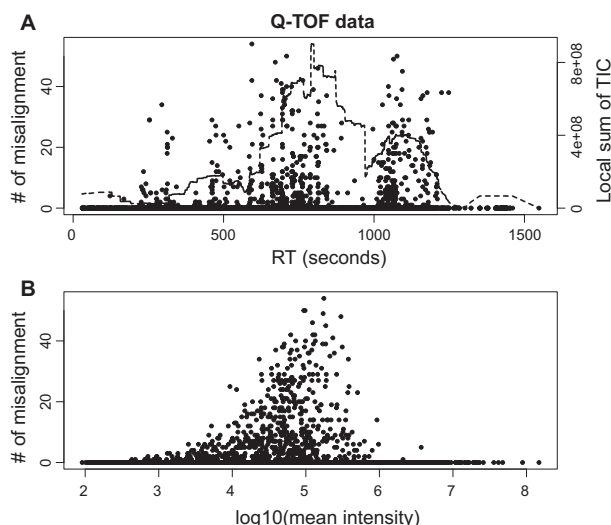 A
Q-TOF data
# of misalignment
0
20
40
0
500
1000
1500
RT (seconds)
0
4e+08
8e+08
Local sum of TIC
B
# of misalignment
0
20
40
2
3
4
5
6
7
8
log10(mean intensity)